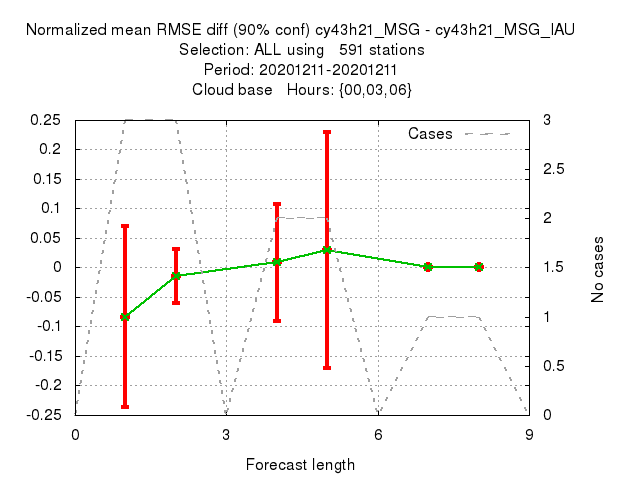 Normalized mean RMSE diff (90% conf) cy43h21_MSG - cy43h21_MSG_IAU
Selection: ALL using 591 stations
Period: 20201211-20201211
Cloud base Hours: {00,03,06}
Cases
0.25
0.2
0.15
0.1
0.05
0
-0.05
-0.1
-0.15
-0.2
-0.25
3
2.5
2
1.5
1
0.5
0
No cases
0 3 6 9
Forecast length